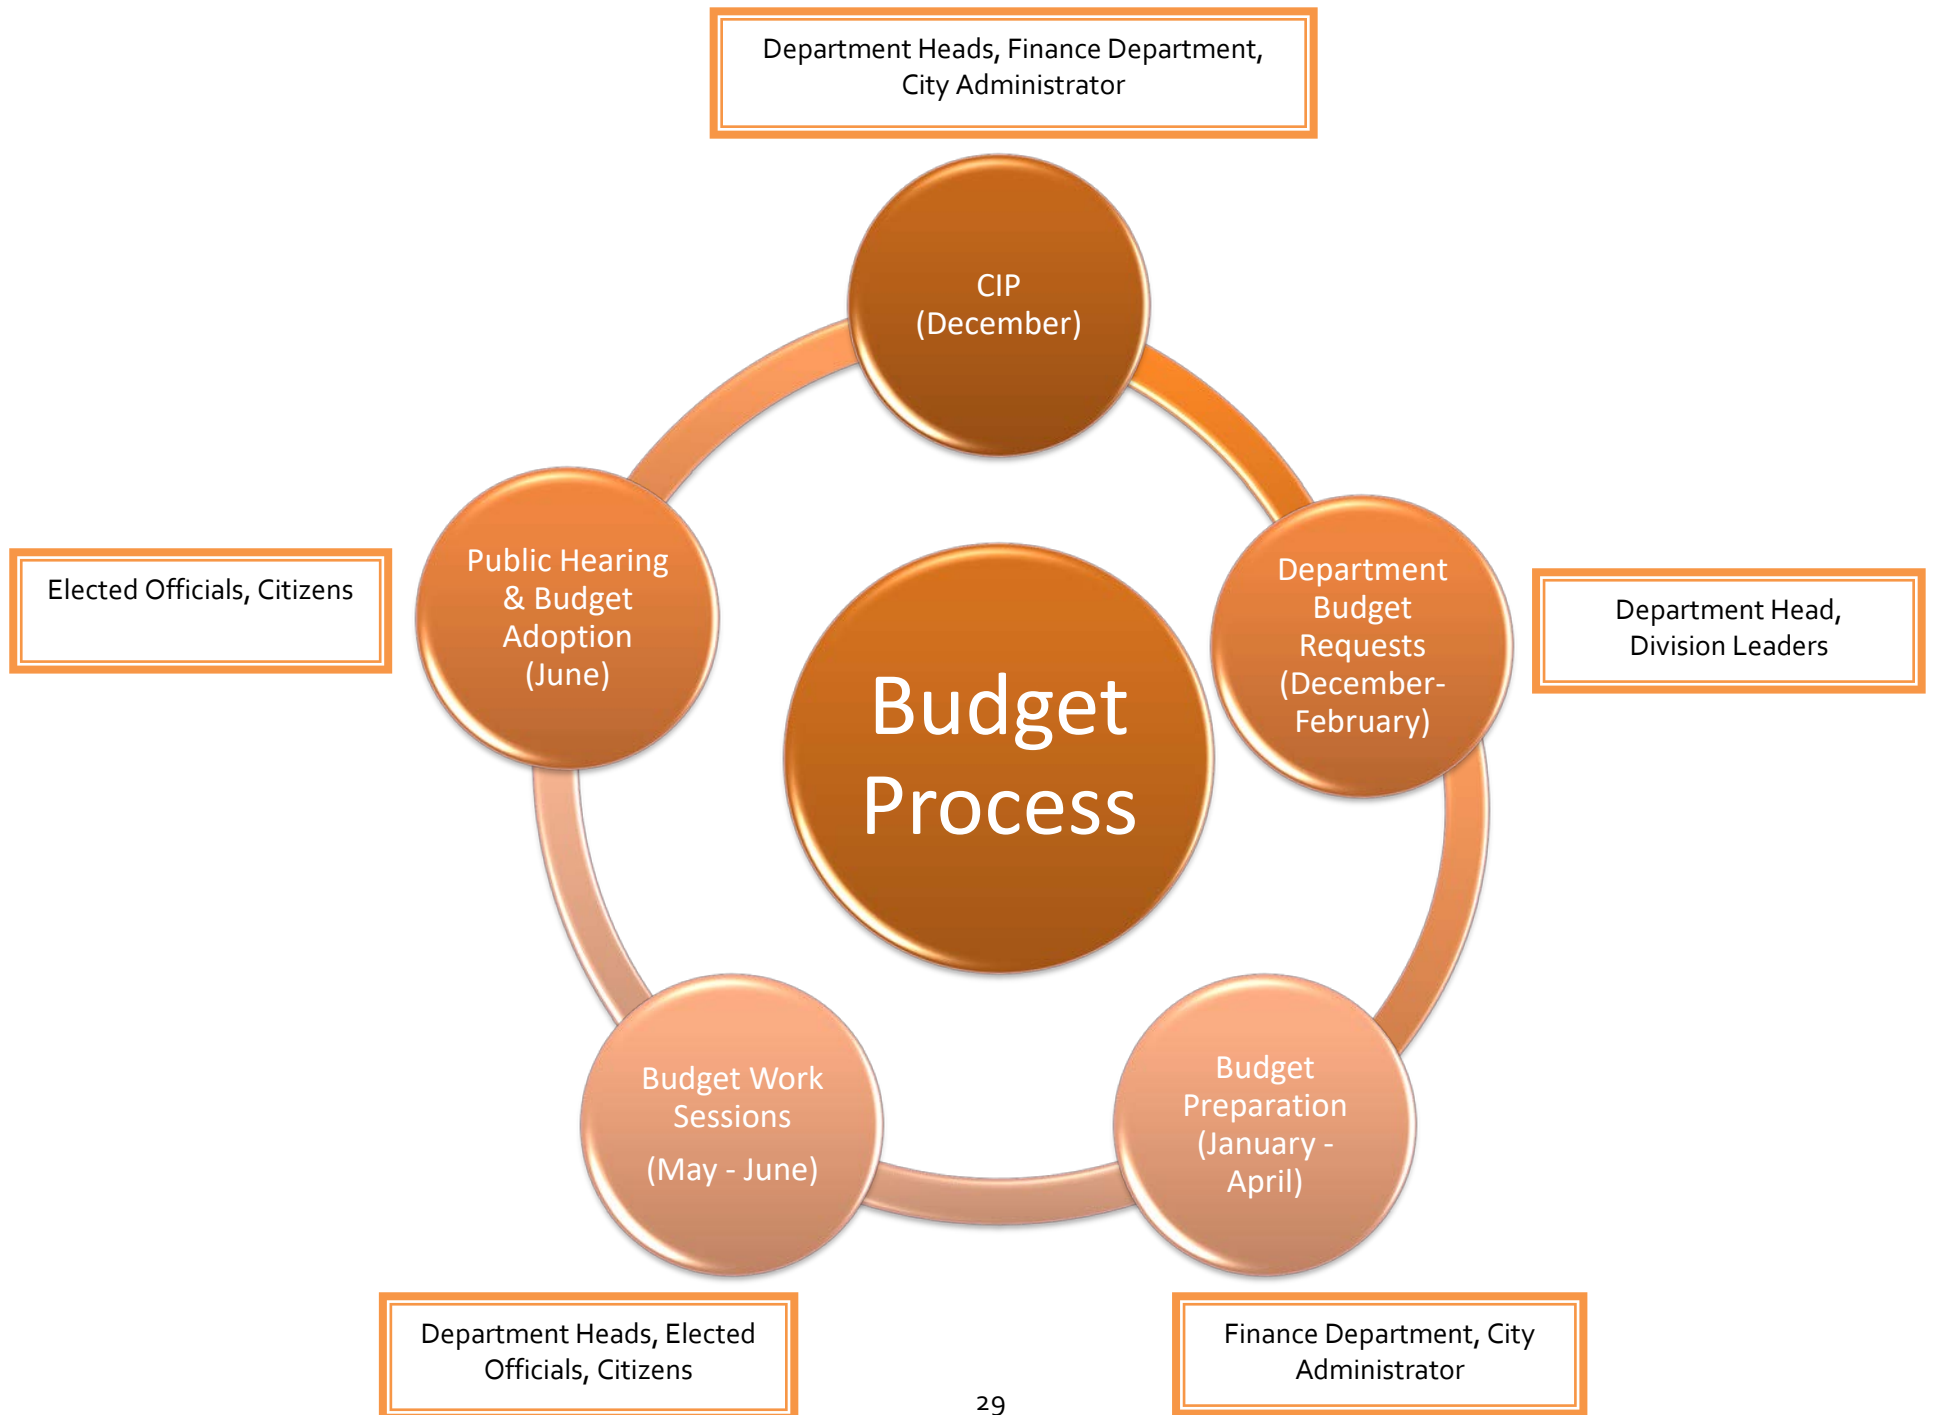 Department Heads, Finance Department,
City Administrator
CIP
(December)
Public Hearing
& Budget
Adoption
(June)
Elected Officials, Citizens
Department
Budget
Requests
(December-
February)
Department Head,
Division Leaders
Budget
Process
Budget Work
Sessions
(May - June)
Budget
Preparation
(January -
April)
Department Heads, Elected
Officials, Citizens
Finance Department, City
Administrator
29